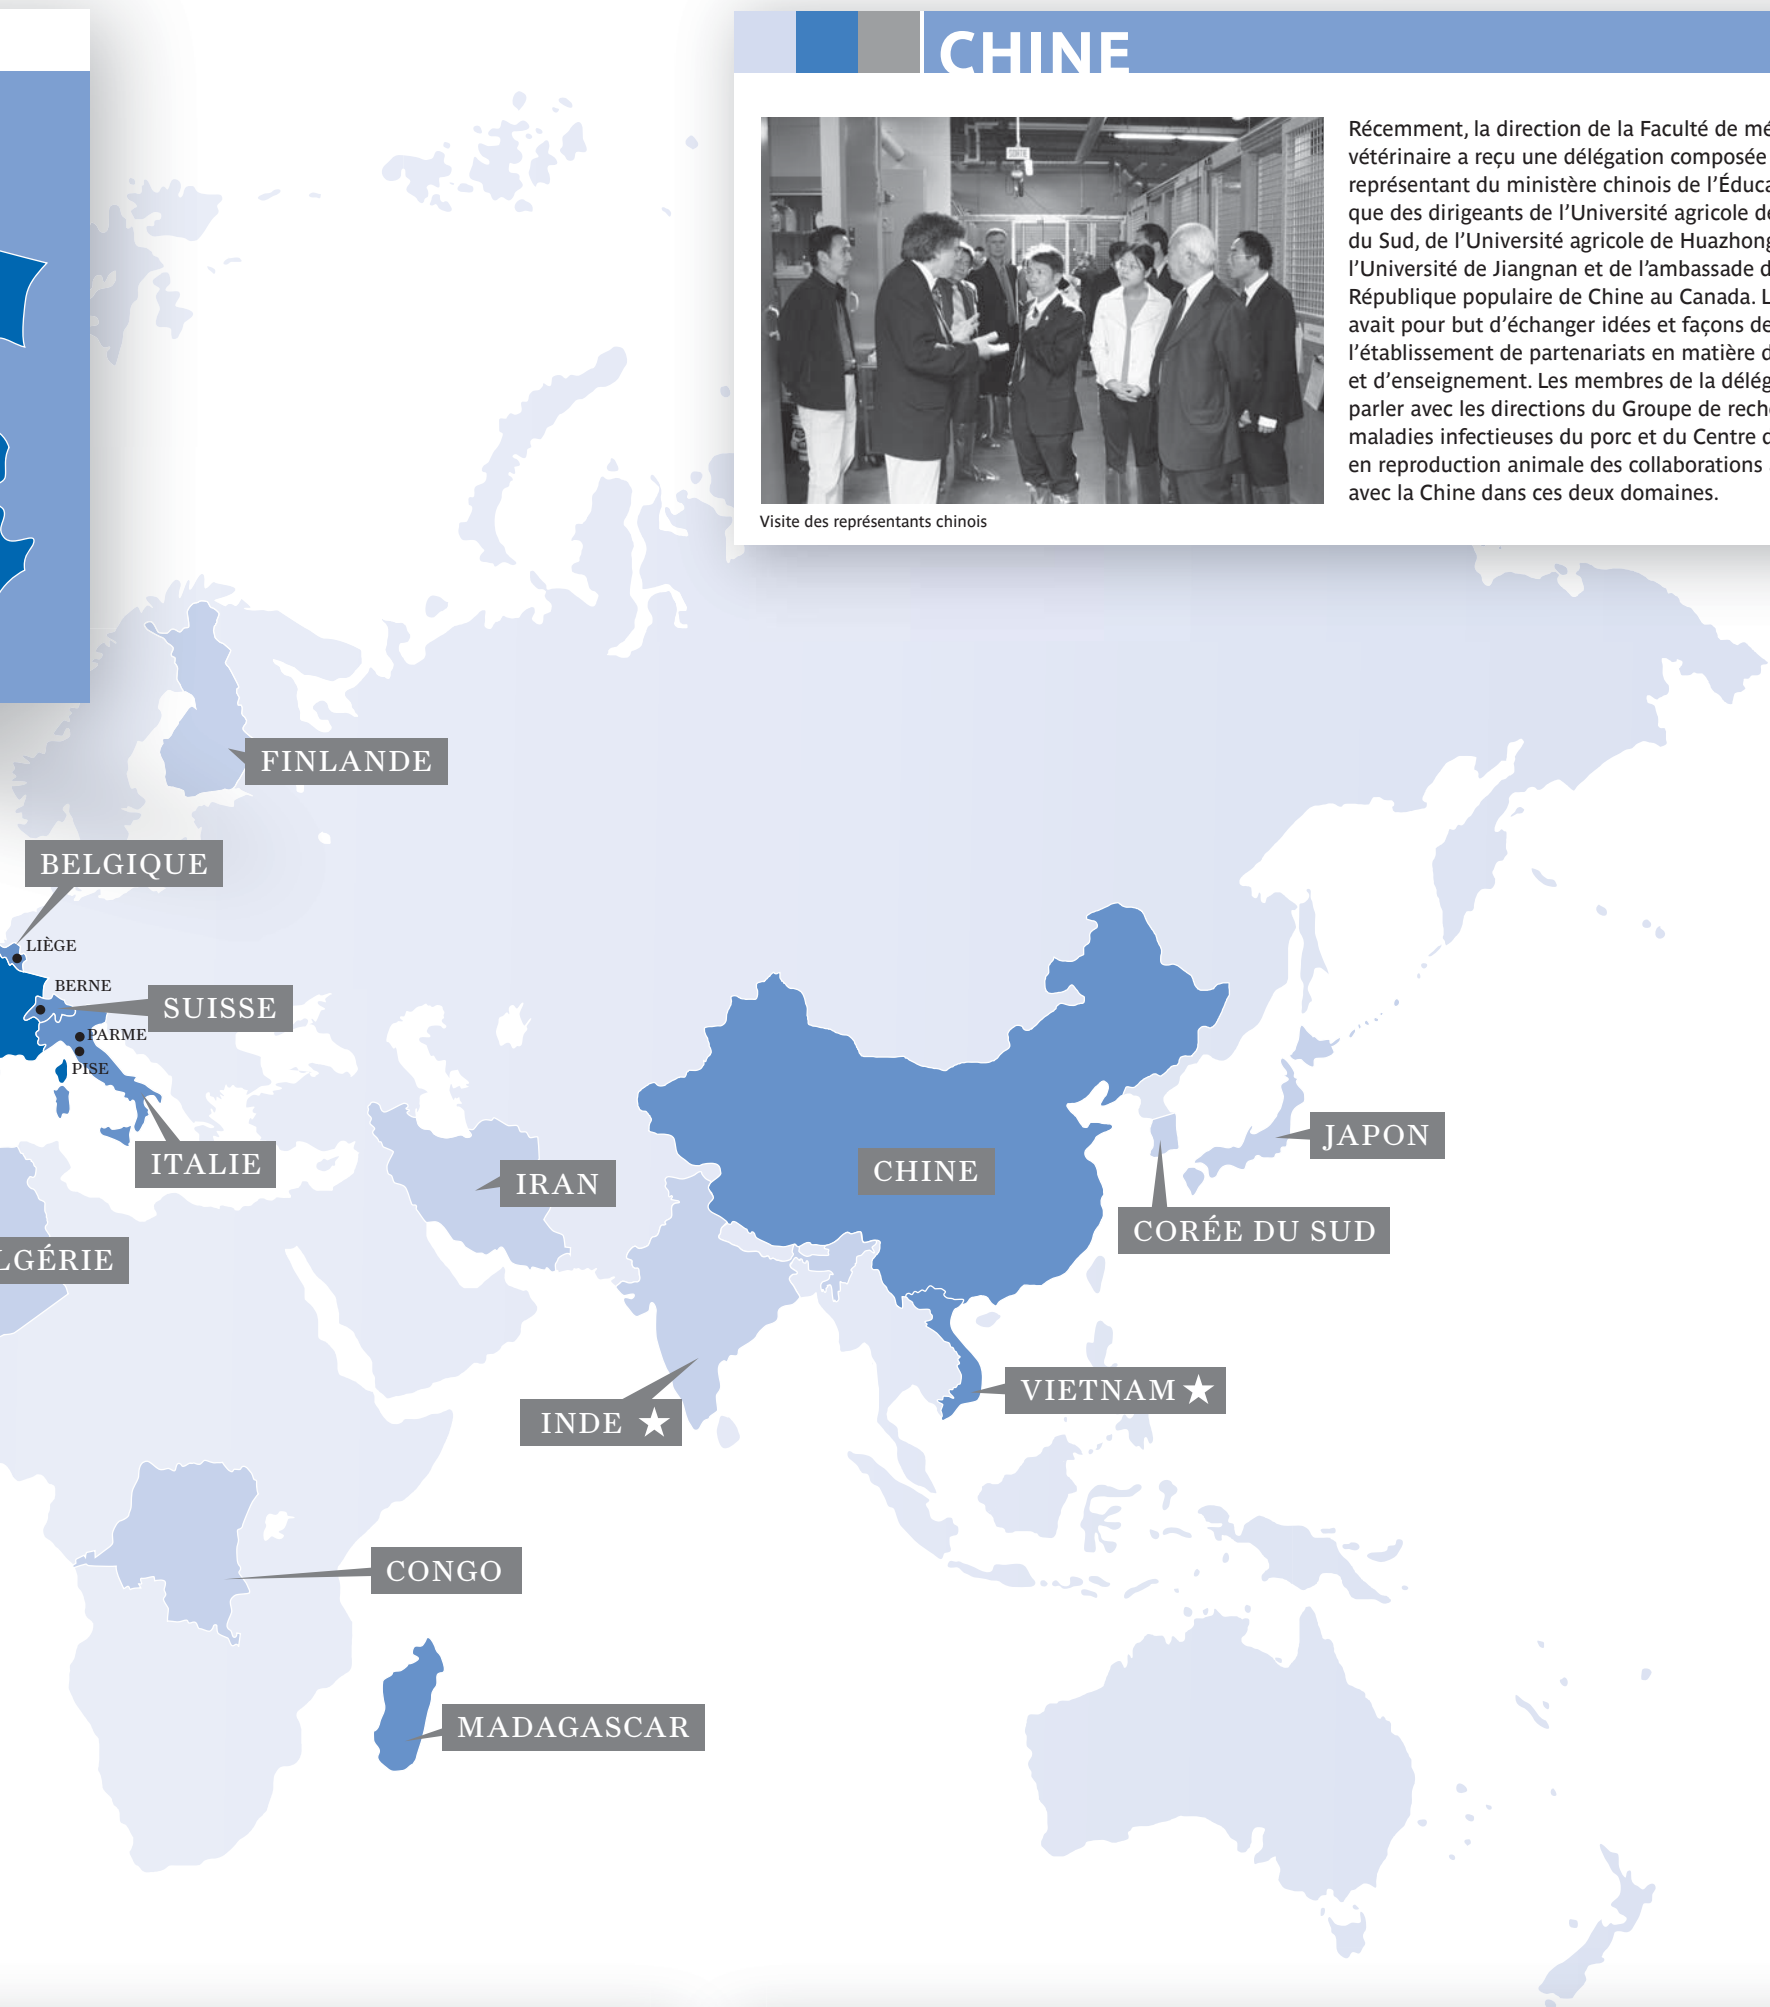 CHINE
SORTIE
Récemment, la direction de la Faculté de mé
vétérinaire a reçu une délégation composée
représentant du ministère chinois de l'Éduca
que des dirigeants de l'Université agricole de
du Sud, de l'Université agricole de Huazhong
l'Université de Jiangnan et de l'ambassade d
République populaire de Chine au Canada. L
avait pour but d'échanger idées et façons de
l'établissement de partenariats en matière d
et d'enseignement. Les membres de la délég
parler avec les directions du Groupe de reche
maladies infectieuses du porc et du Centre d
en reproduction animale des collaborations
avec la Chine dans ces deux domaines.
Visite des représentants chinois
FINLANDE
BELGIQUE
LIÈGE
BERNE
SUISSE
PARME
PISE
ITALIE
IRAN
CHINE
JAPON
CORÉE DU SUD
LGÉRIE
VIETNAM ★
INDE ★
CONGO
MADAGASCAR